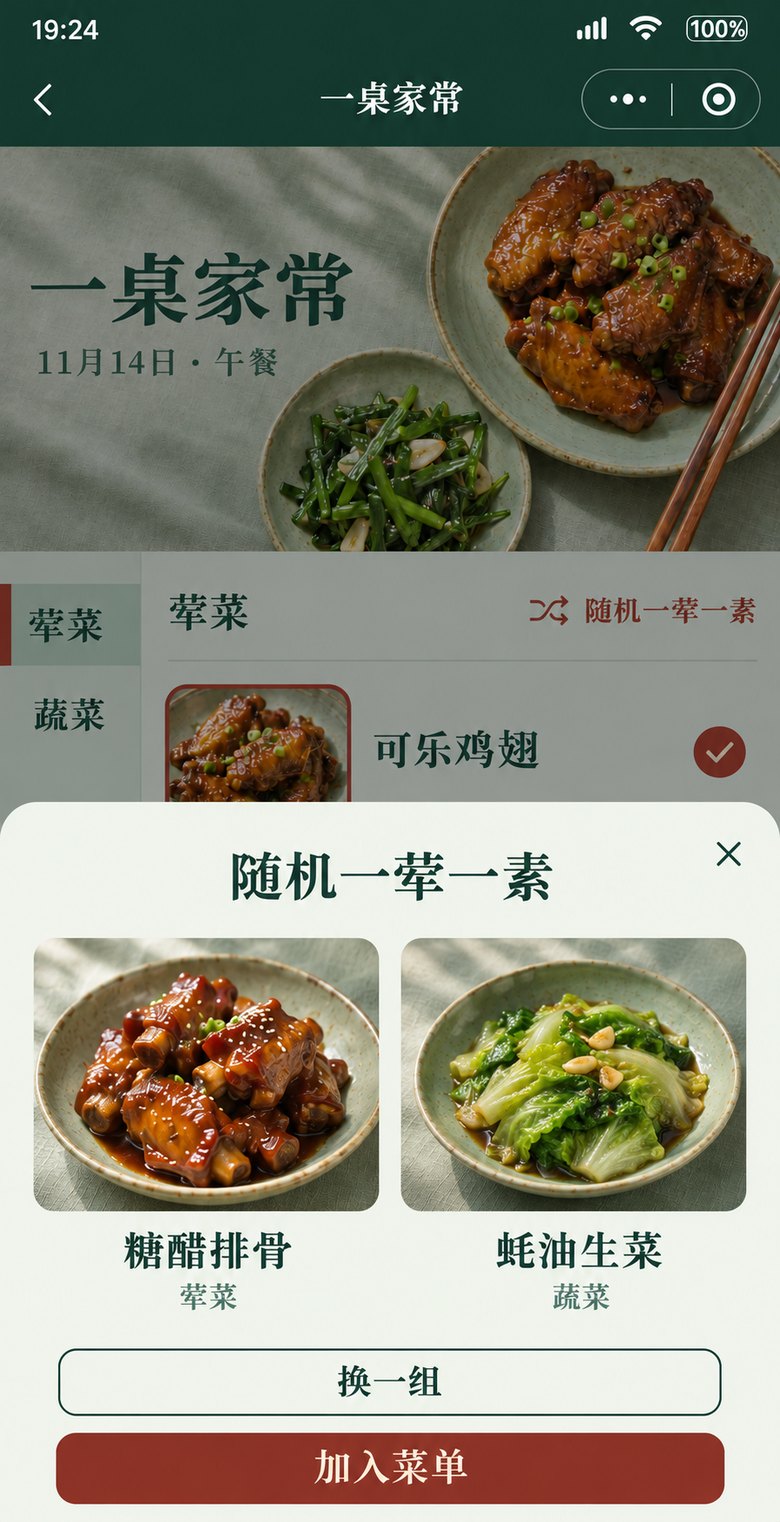 19:24
100%
一桌家常
一桌家常
11月14日·午餐
荤菜
蔬菜
荤菜
随机一荤一素
可乐鸡翅
随机一荤一素
糖醋排骨
荤菜
蚝油生菜
蔬菜
换一组
加入菜单